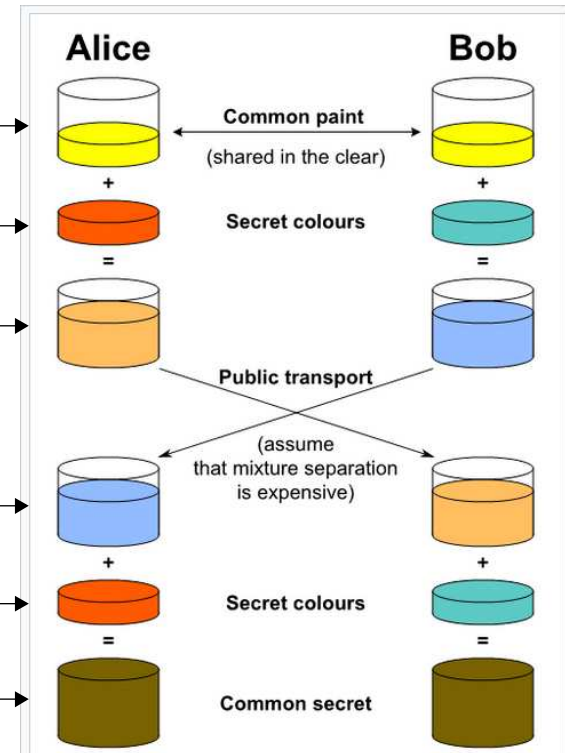 Alice Bob
Common paint
(shared in the clear)
+ +
Secret colours
= =
Public transport
(assume
that mixture separation
is expensive)
+ +
Secret colours
= =
Common secret